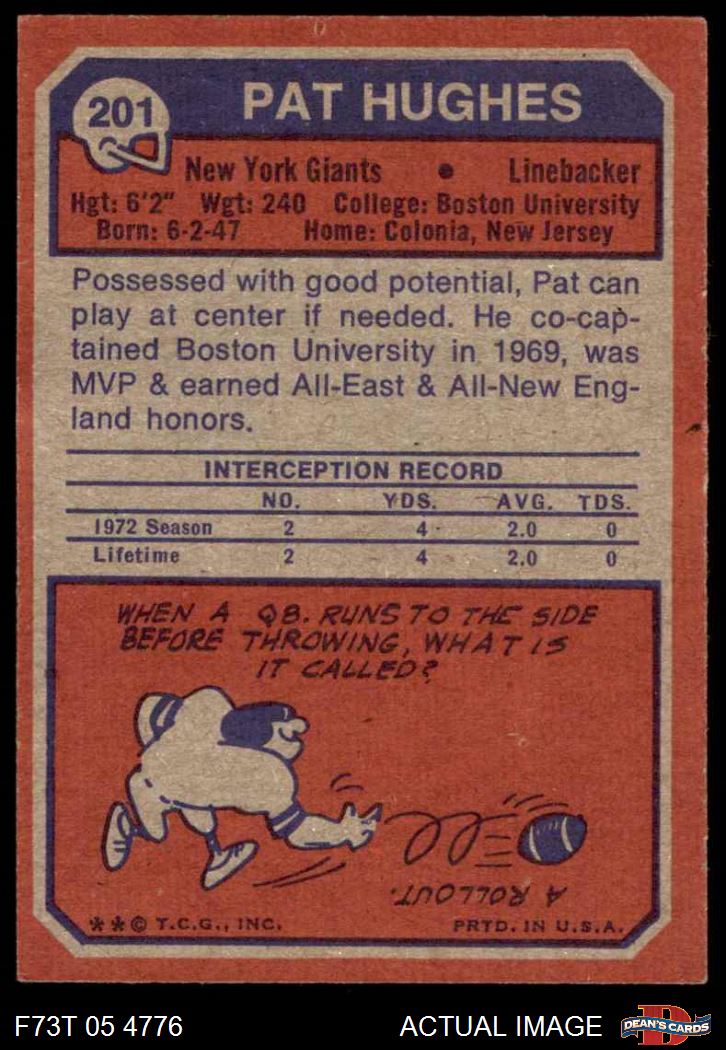 201
PAT HUGHES
New York Giants • Linebacker
Hgt: 6'2" Wgt: 240 College: Boston University
Born: 6-2-47 Home: Colonia, New Jersey
Possessed with good potential, Pat can
play at center if needed. He co-cap-
tained Boston University in 1969, was
MVP & earned All-East & All-New Eng-
land honors.
INTERCEPTION RECORD
NO. YDS. AVG. TDS.
1972 Season 2 4 2.0 0
Lifetime 2 4 2.0 0
WHEN A QB. RUNS TO THE SIDE
BEFORE THROWING, WHAT IS
IT CALLED?
A ROLLOUT.
**© T.C.G., INC. PRTD. IN U.S.A.
F73T 05 4776 ACTUAL IMAGE
D
DEAN'S CARDS